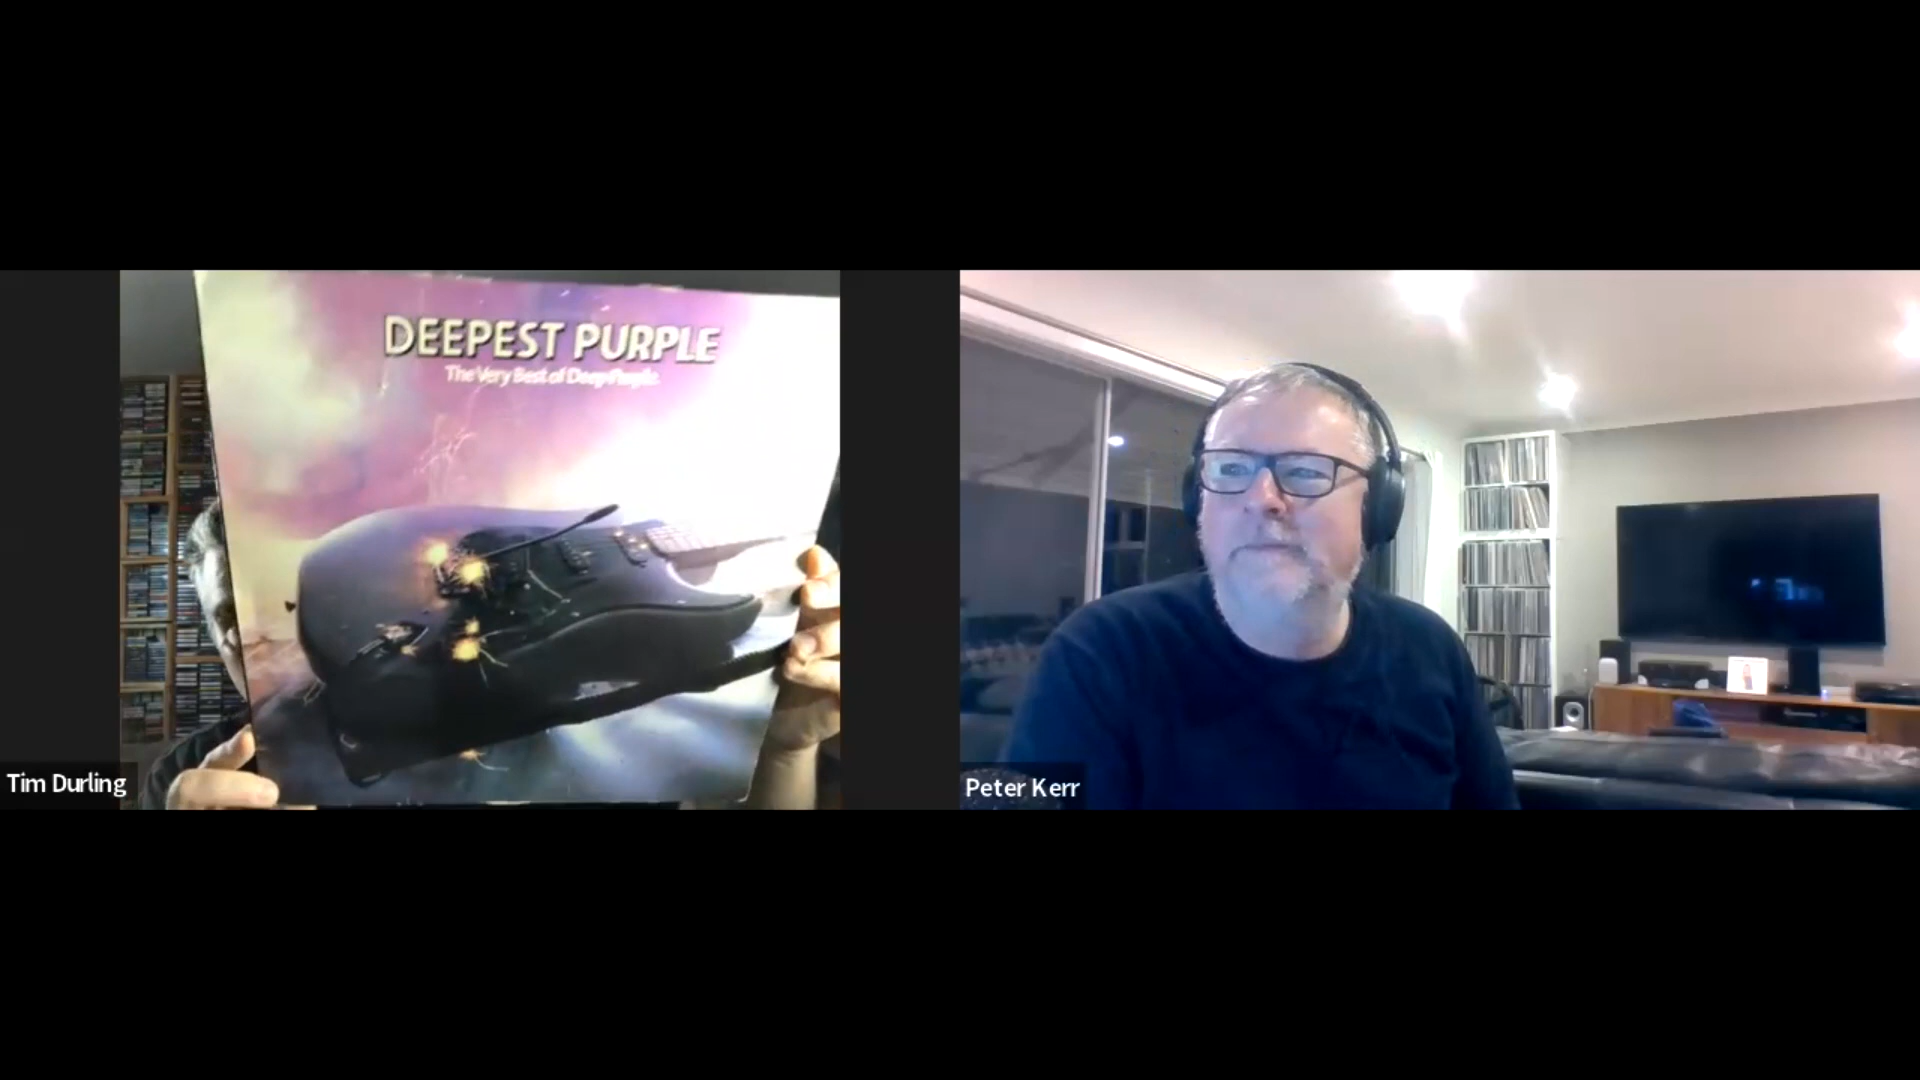 DEEPEST PURPLE
The Very Best of Deep Purple
Tim Durling
Peter Kerr